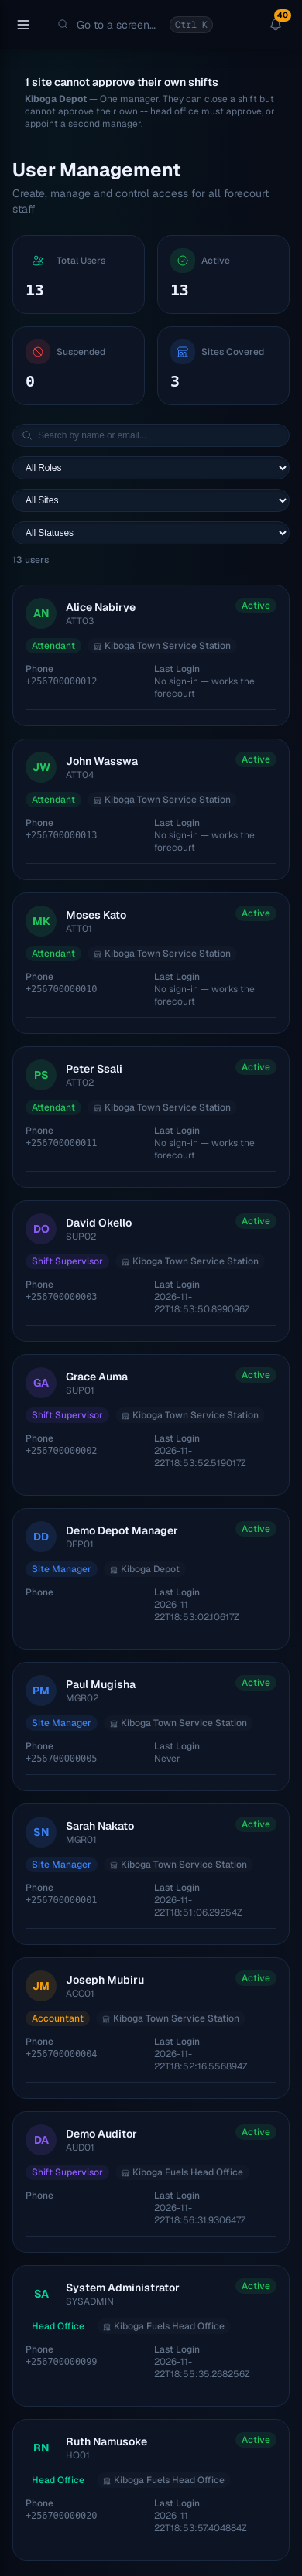 Go to a screen...
Ctrl K
40
1 site cannot approve their own shifts
Kiboga Depot — One manager. They can close a shift but
cannot approve their own -- head office must approve, or
appoint a second manager.
User Management
Create, manage and control access for all forecourt
staff
Total Users
13
Active
13
Suspended
0
Sites Covered
3
Search by name or email...
All Roles
All Sites
All Statuses
13 users
AN
Alice Nabirye
Active
ATT03
Attendant
Kiboga Town Service Station
Phone
Last Login
+256700000012
No sign-in — works the
forecourt
JW
John Wasswa
Active
ATT04
Attendant
Kiboga Town Service Station
Phone
Last Login
+256700000013
No sign-in — works the
forecourt
MK
Moses Kato
Active
ATT01
Attendant
Kiboga Town Service Station
Phone
Last Login
+256700000010
No sign-in — works the
forecourt
PS
Peter Ssali
Active
ATT02
Attendant
Kiboga Town Service Station
Phone
Last Login
+256700000011
No sign-in — works the
forecourt
DO
David Okello
Active
SUP02
Shift Supervisor
Kiboga Town Service Station
Phone
Last Login
+256700000003
2026-11-
22T18:53:50.899096Z
GA
Grace Auma
Active
SUP01
Shift Supervisor
Kiboga Town Service Station
Phone
Last Login
+256700000002
2026-11-
22T18:53:52.519017Z
DD
Demo Depot Manager
Active
DEP01
Site Manager
Kiboga Depot
Phone
Last Login
2026-11-
22T18:53:02.10617Z
PM
Paul Mugisha
Active
MGR02
Site Manager
Kiboga Town Service Station
Phone
Last Login
+256700000005
Never
SN
Sarah Nakato
Active
MGR01
Site Manager
Kiboga Town Service Station
Phone
Last Login
+256700000001
2026-11-
22T18:51:06.29254Z
JM
Joseph Mubiru
Active
ACC01
Accountant
Kiboga Town Service Station
Phone
Last Login
+256700000004
2026-11-
22T18:52:16.556894Z
DA
Demo Auditor
Active
AUD01
Shift Supervisor
Kiboga Fuels Head Office
Phone
Last Login
2026-11-
22T18:56:31.930647Z
SA
System Administrator
Active
SYSADMIN
Head Office
Kiboga Fuels Head Office
Phone
Last Login
+256700000099
2026-11-
22T18:55:35.268256Z
RN
Ruth Namusoke
Active
HO01
Head Office
Kiboga Fuels Head Office
Phone
Last Login
+256700000020
2026-11-
22T18:53:57.404884Z